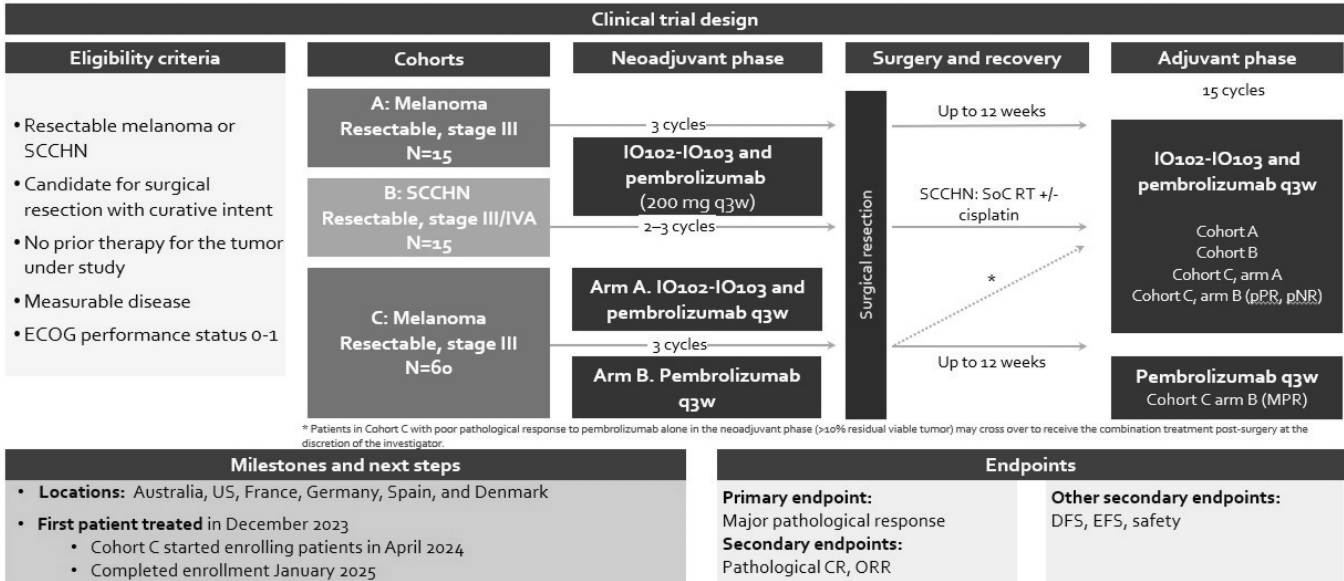 Clinical trial design
Eligibility criteria
• Resectable melanoma or
SCCHN
• Candidate for surgical
resection with curative intent
• No prior therapy for the tumor
under study
• Measurable disease
• ECOG performance status 0-1
Cohorts
A: Melanoma
Resectable, stage III
N=15
B: SCCHN
Resectable, stage III/IVA
N=15
C: Melanoma
Resectable, stage III
N=60
Neoadjuvant phase
3 cycles
IO102-IO103 and
pembrolizumab
(200 mg q3w)
2–3 cycles
Arm A. IO102-IO103 and
pembrolizumab q3w
3 cycles
Arm B. Pembrolizumab
q3w
Surgery and recovery
Surgical resection
Up to 12 weeks
SCCHN: SoC RT +/-
cisplatin
*
Up to 12 weeks
Adjuvant phase
15 cycles
IO102-IO103 and
pembrolizumab q3w
Cohort A
Cohort B
Cohort C, arm A
Cohort C, arm B (pPR, pNR)
Pembrolizumab q3w
Cohort C arm B (MPR)
* Patients in Cohort C with poor pathological response to pembrolizumab alone in the neoadjuvant phase (>10% residual viable tumor) may cross over to receive the combination treatment post-surgery at the
discretion of the investigator.
Milestones and next steps
• Locations: Australia, US, France, Germany, Spain, and Denmark
• First patient treated in December 2023
• Cohort C started enrolling patients in April 2024
• Completed enrollment January 2025
Endpoints
Primary endpoint:
Major pathological response
Secondary endpoints:
Pathological CR, ORR
Other secondary endpoints:
DFS, EFS, safety